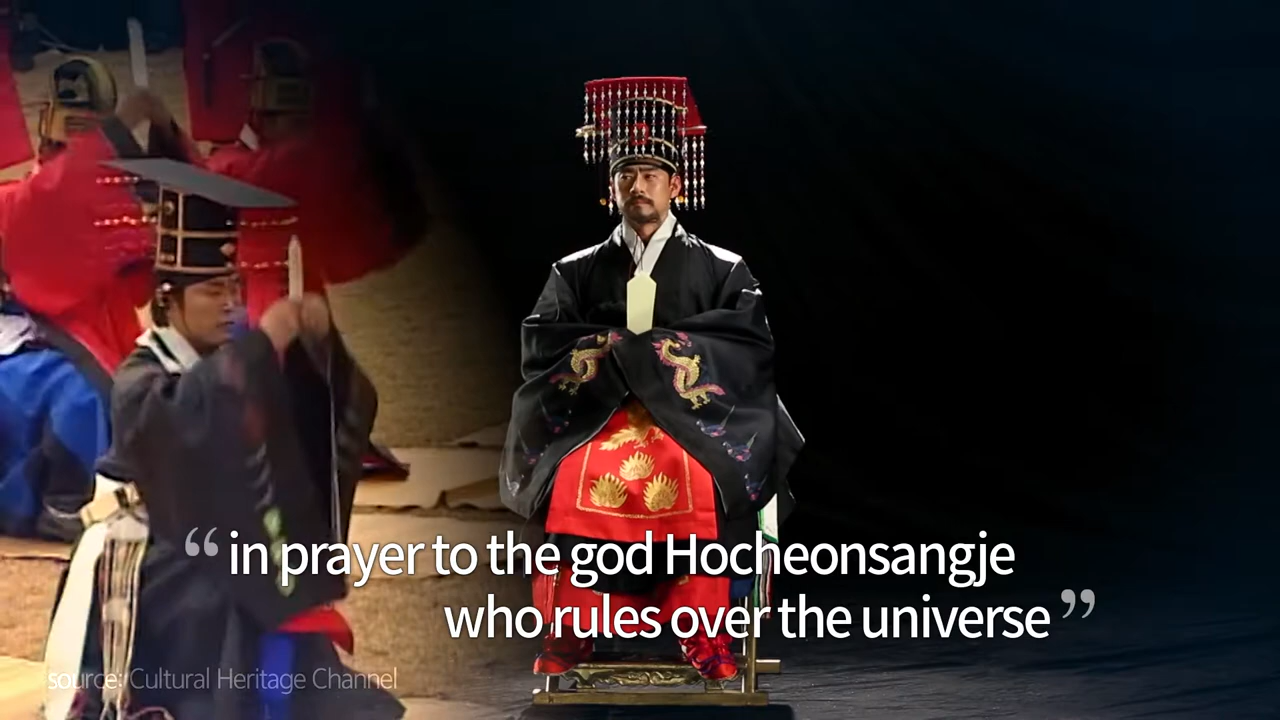 “in prayer to the god Hocheonsangje
who rules over the universe”
source: Cultural Heritage Channel